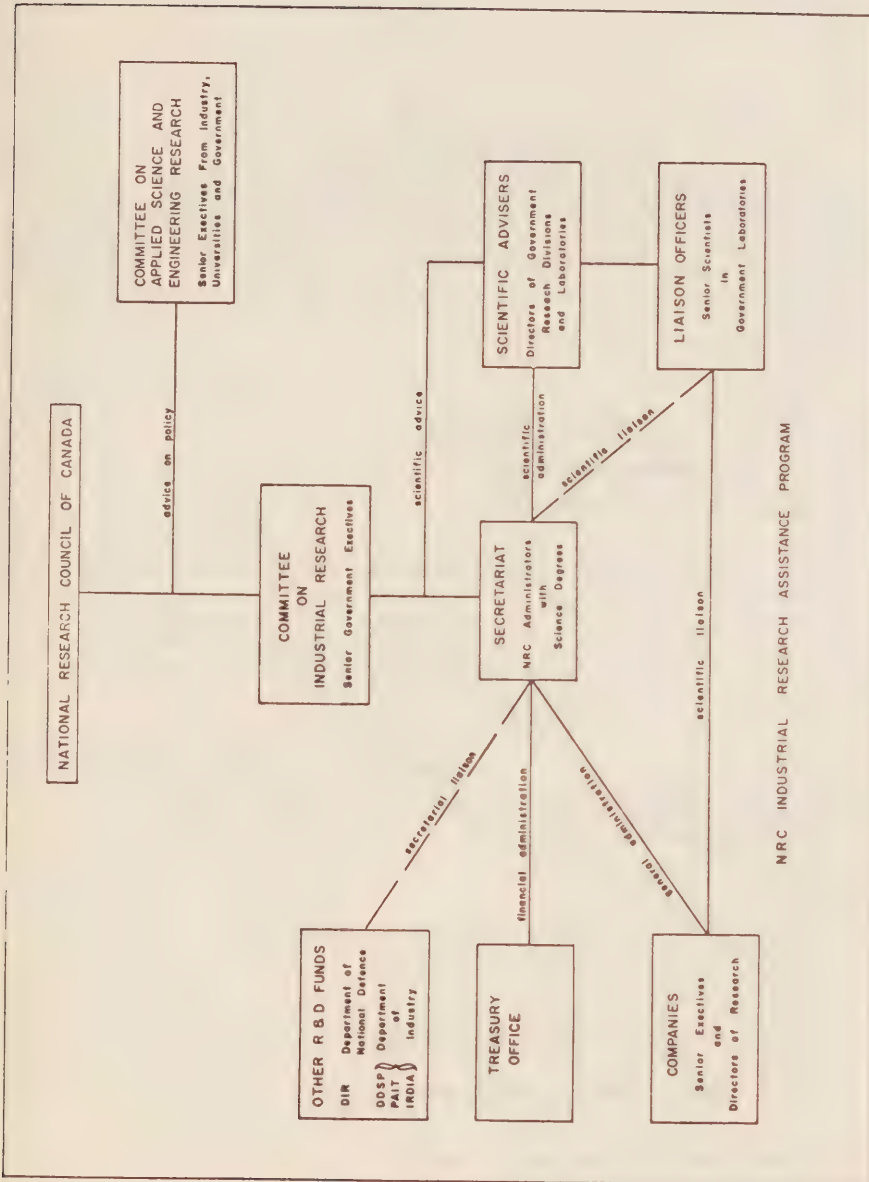 NATIONAL RESEARCH COUNCIL OF CANADA
advice on policy
COMMITTEE ON
APPLIED SCIENCE AND
ENGINEERING RESEARCH
Senior Executives From Industry,
Universities and Government
COMMITTEE
ON
INDUSTRIAL RESEARCH
Senior Government Executives
scientific advice
OTHER R & D FUNDS
DIR Department of
National Defence
DDSP } Department
PAIT } of
IRDIA } Industry
secretarial liaison
SECRETARIAT
NRC Administrators
with
Science Degrees
scientific
administration
SCIENTIFIC ADVISERS
Directors of Government
Research Divisions
and Laboratories
TREASURY
OFFICE
financial administration
scientific liaison
general administration
COMPANIES
Senior Executives
and
Directors of Research
scientific liaison
LIAISON OFFICERS
Senior Scientists
in
Government Laboratories
NRC INDUSTRIAL RESEARCH ASSISTANCE PROGRAM